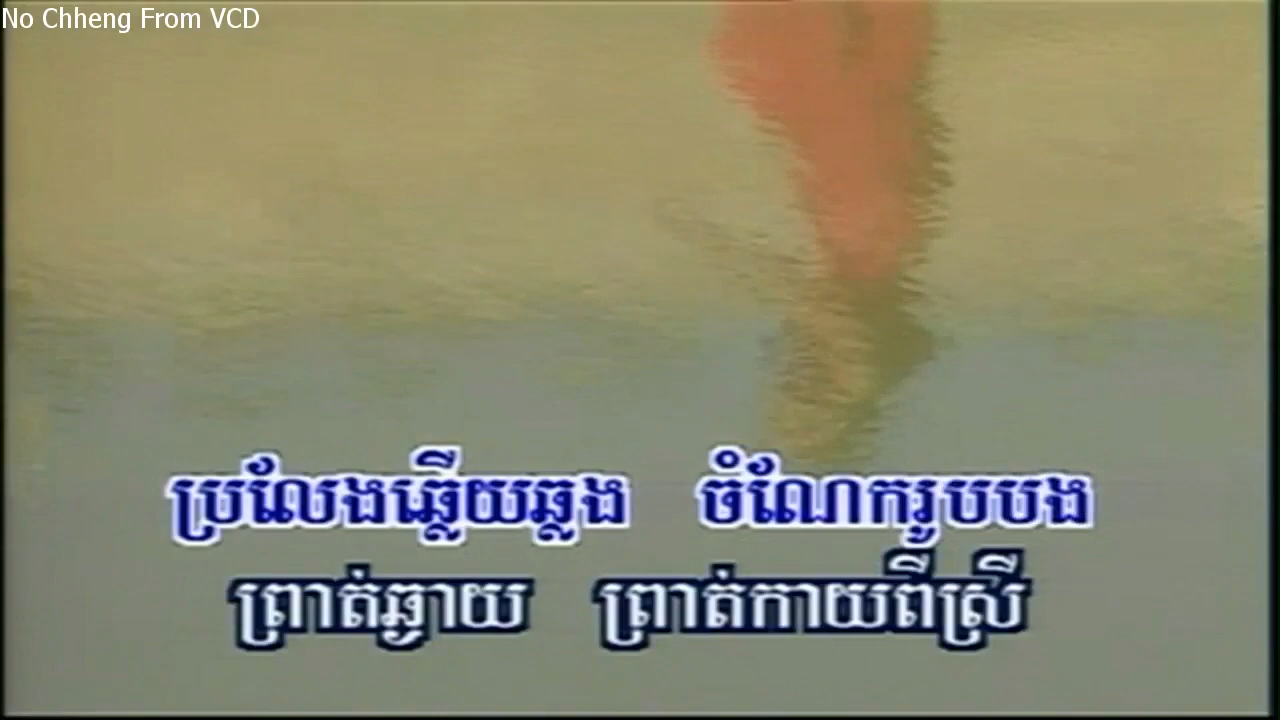 No Chheng From VCD
ប្រលែងឆ្លើយឆ្លង ចំណែករូបបង
ព្រាត់ឆ្ងាយ ព្រាត់កាយពីស្រី